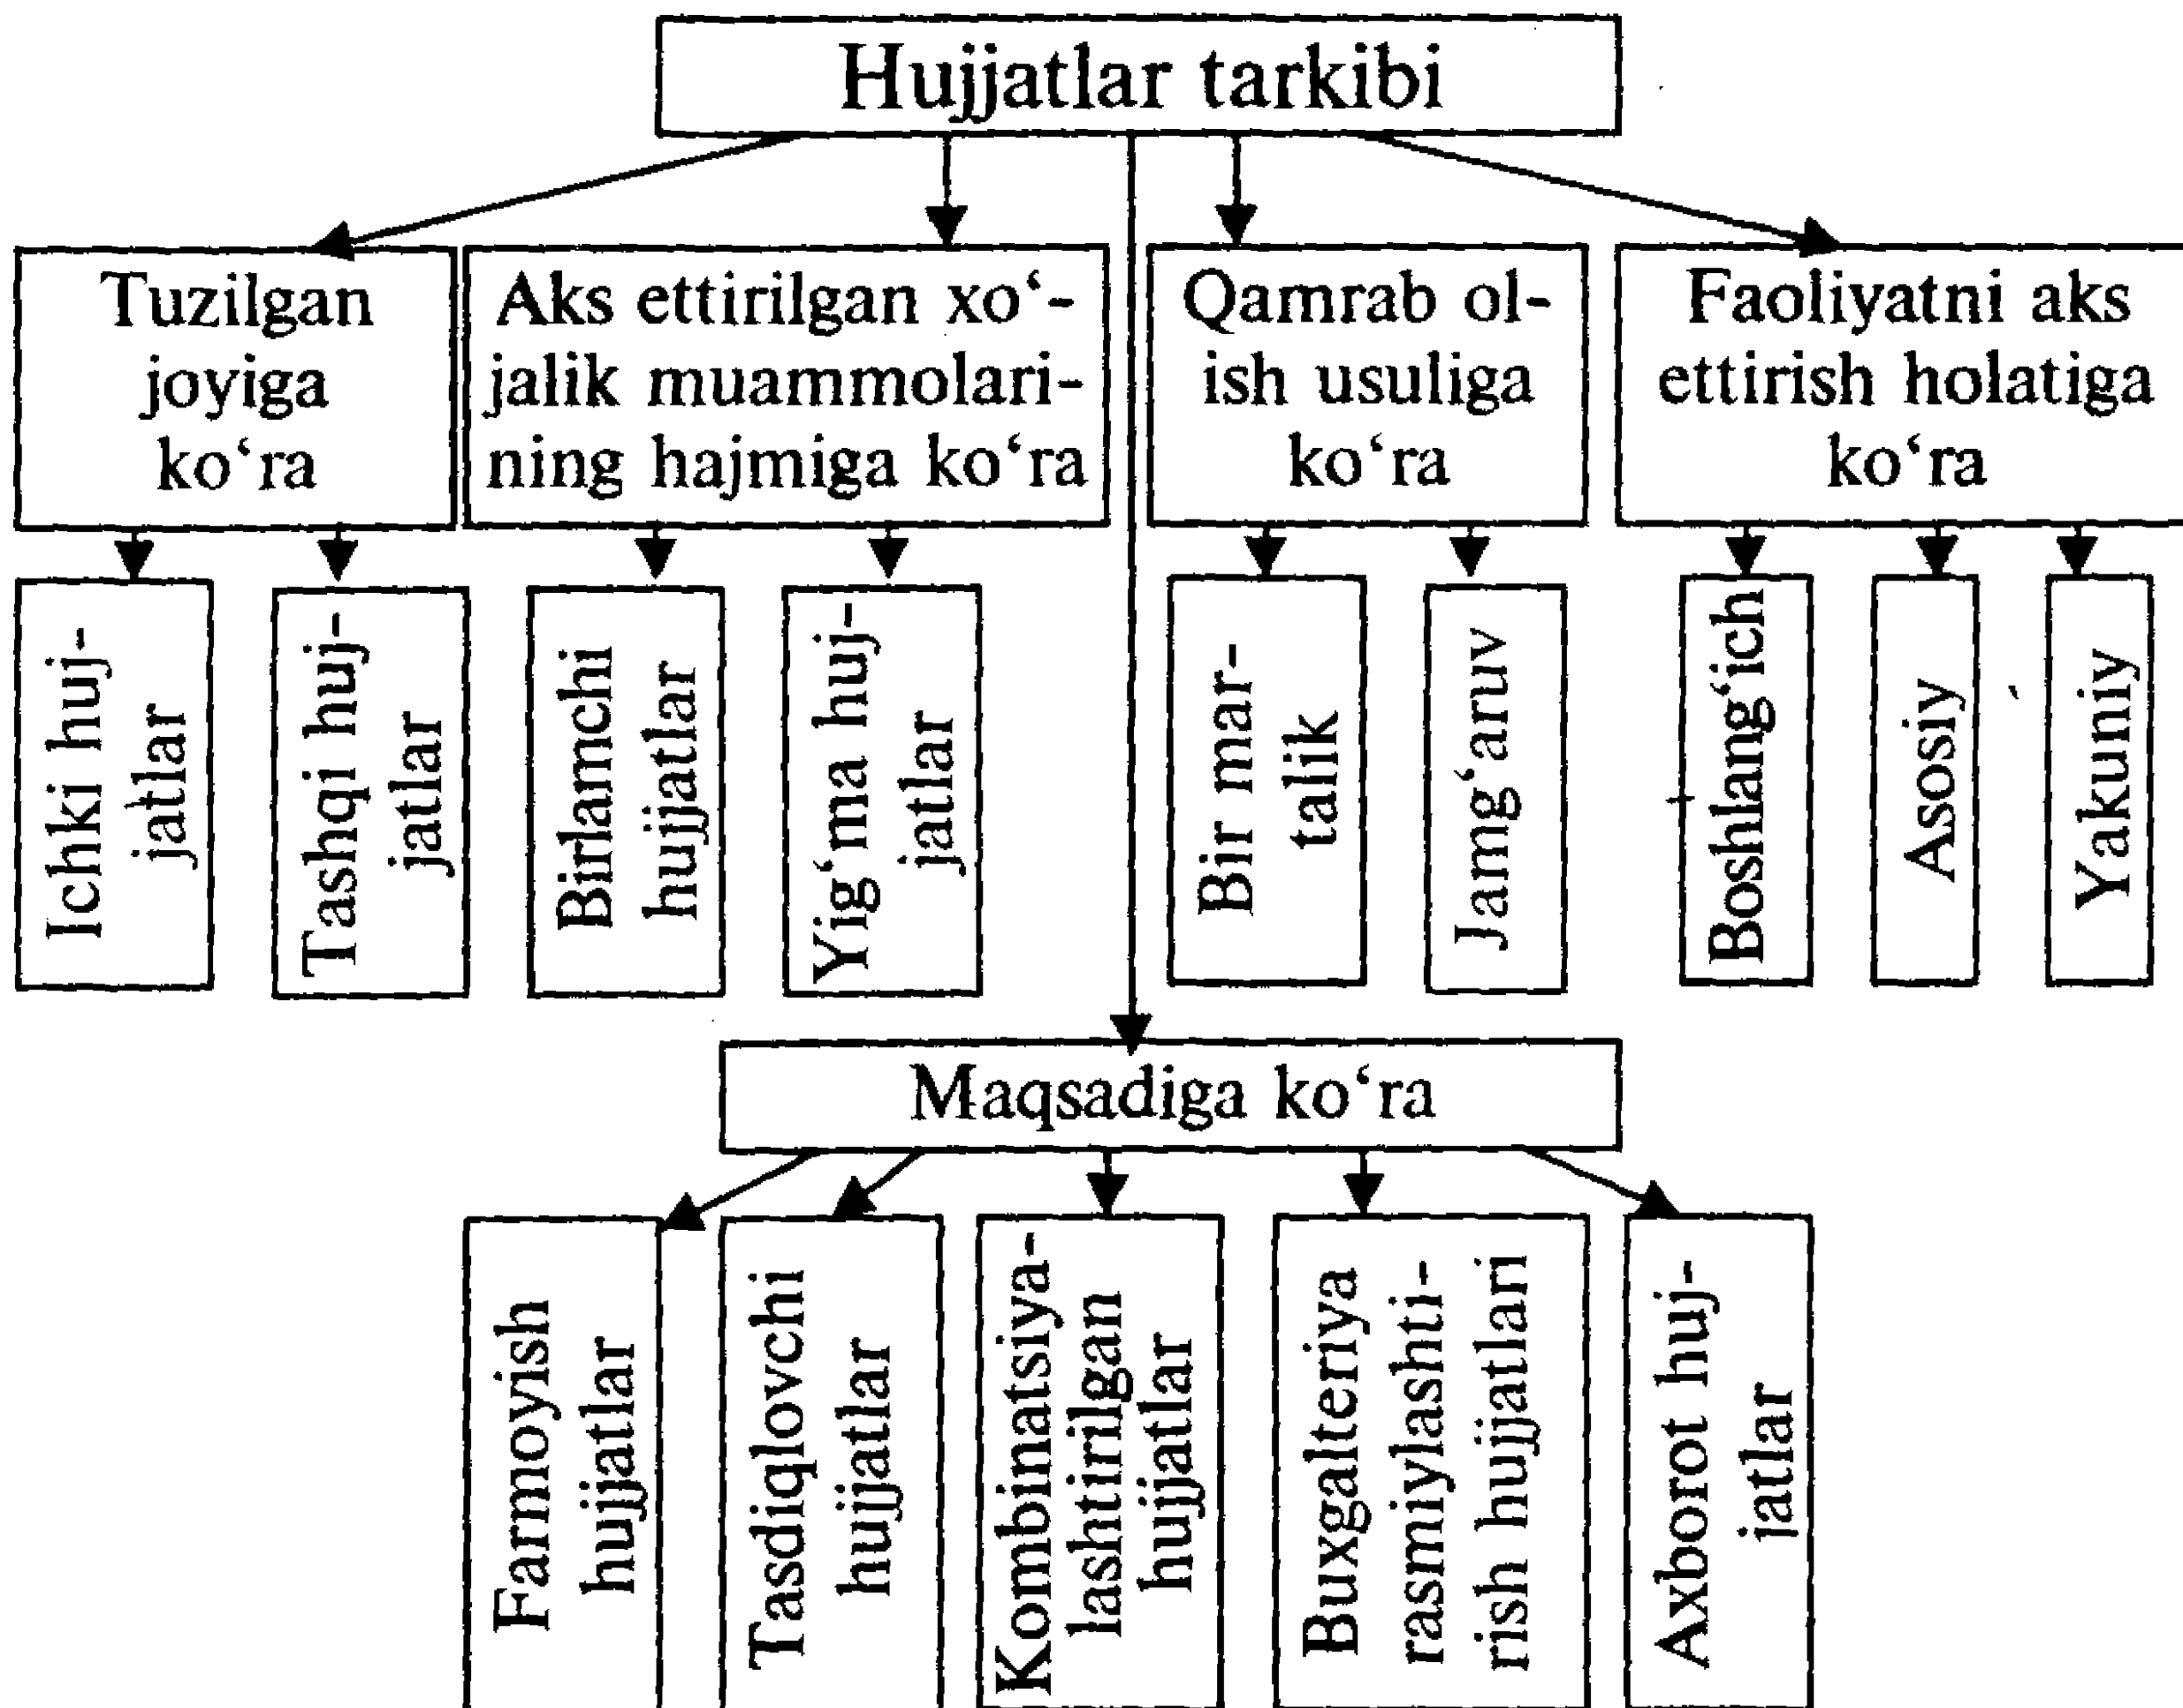 Hujjatlar tarkibi
Tuzilgan
joyiga
ko‘ra
Aks ettirilgan xo‘-
jalik muammolari-
ning hajmiga ko‘ra
Qamrab ol-
ish usuliga
ko‘ra
Faoliyatni aks
ettirish holatiga
ko‘ra
Ichki huj-
jatlar
Tashqi huj-
jatlar
Birlamchi
hujjatlar
Yig‘ma huj-
jatlar
Bir mar-
talik
Jamg‘aruv
Boshlang‘ich
Asosiy
Yakuniy
Maqsadiga ko‘ra
Farmoyish
hujjatlar
Tasdiqlovchi
hujjatlar
Kombinatsiya-
lashtirilgan
hujjatlar
Buxgalteriya
rasmiylashti-
rish hujjatlari
Axborot huj-
jatlar